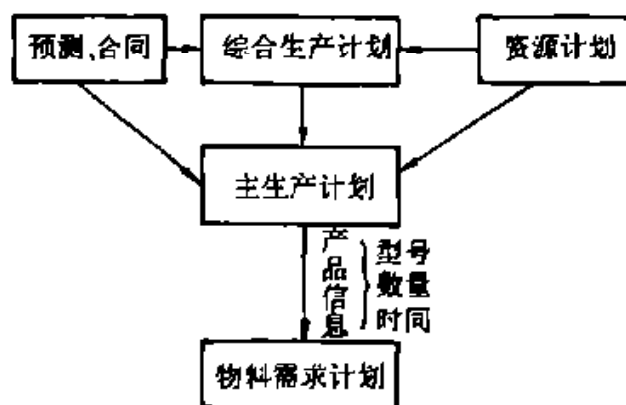 预测、合同
综合生产计划
资源计划
主生产计划
产品信息
型号
数量
时间
物料需求计划